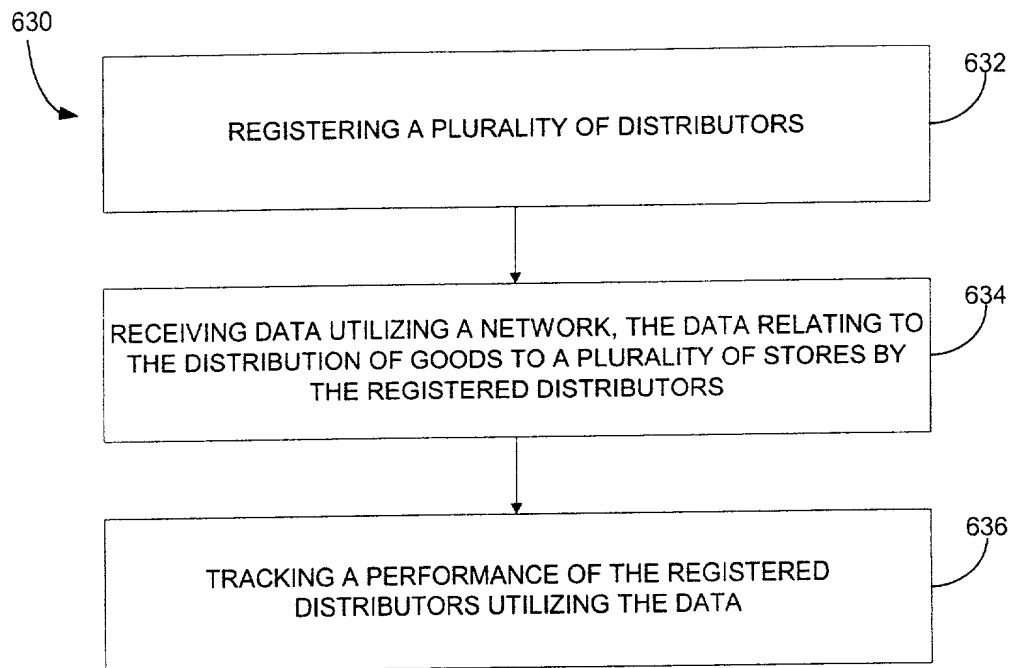 630
632
REGISTERING A PLURALITY OF DISTRIBUTORS
634
RECEIVING DATA UTILIZING A NETWORK, THE DATA RELATING TO
THE DISTRIBUTION OF GOODS TO A PLURALITY OF STORES BY
THE REGISTERED DISTRIBUTORS
636
TRACKING A PERFORMANCE OF THE REGISTERED
DISTRIBUTORS UTILIZING THE DATA